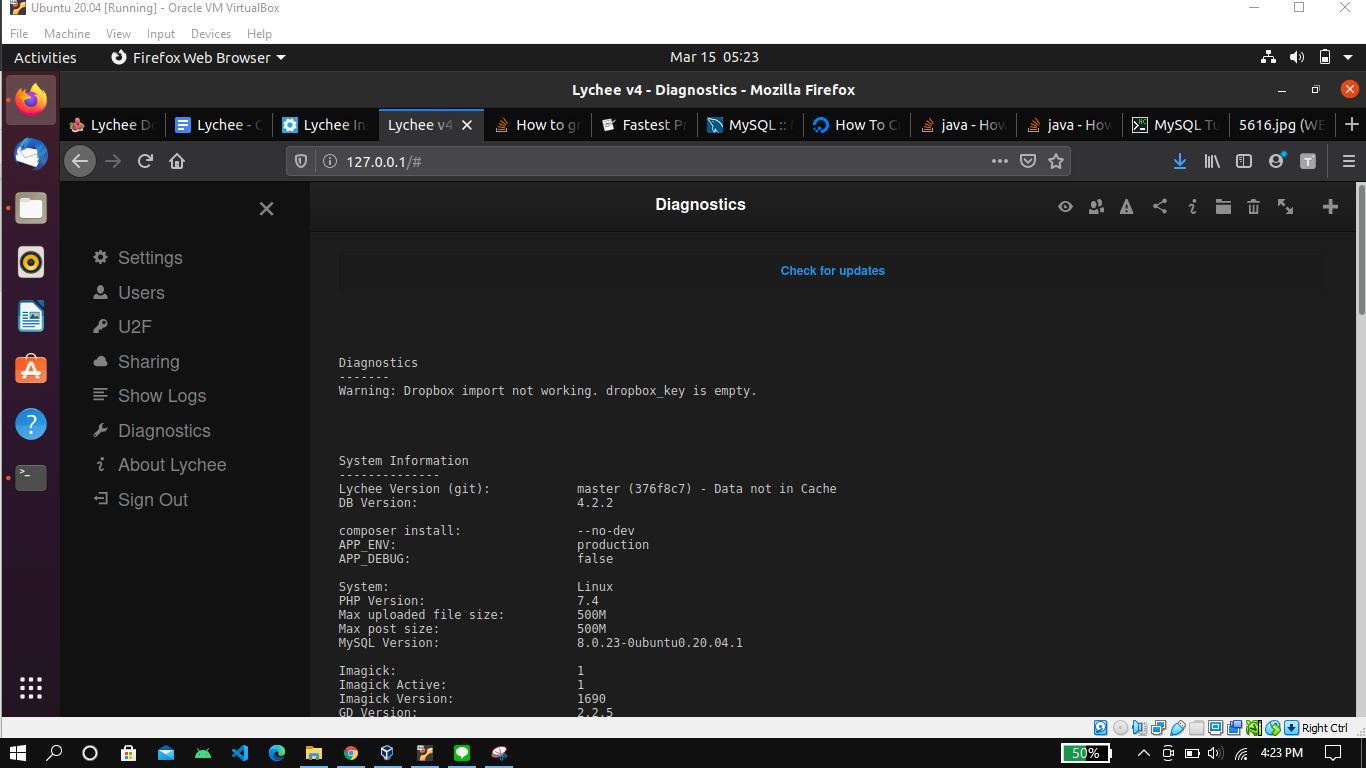 Ubuntu 20.04 [Running] - Oracle VM VirtualBox
File Machine View Input Devices Help
Activities Firefox Web Browser Mar 15 05:23
Lychee v4 - Diagnostics - Mozilla Firefox
Lychee Do Lychee - C Lychee In Lychee v4 How to gr Fastest Pr MySQL :: How To Cr java - How java - How MySQL Tu 5616.jpg (WE
127.0.0.1/#
T
Diagnostics
Settings
Users
U2F
Sharing
Show Logs
Diagnostics
About Lychee
Sign Out
Check for updates
Diagnostics
-------
Warning: Dropbox import not working. dropbox_key is empty.
System Information
--------------
Lychee Version (git): master (376f8c7) - Data not in Cache
DB Version: 4.2.2
composer install: --no-dev
APP_ENV: production
APP_DEBUG: false
System: Linux
PHP Version: 7.4
Max uploaded file size: 500M
Max post size: 500M
MySQL Version: 8.0.23-0ubuntu0.20.04.1
Imagick: 1
Imagick Active: 1
Imagick Version: 1690
GD Version: 2.2.5
Right Ctrl
50% 4:23 PM